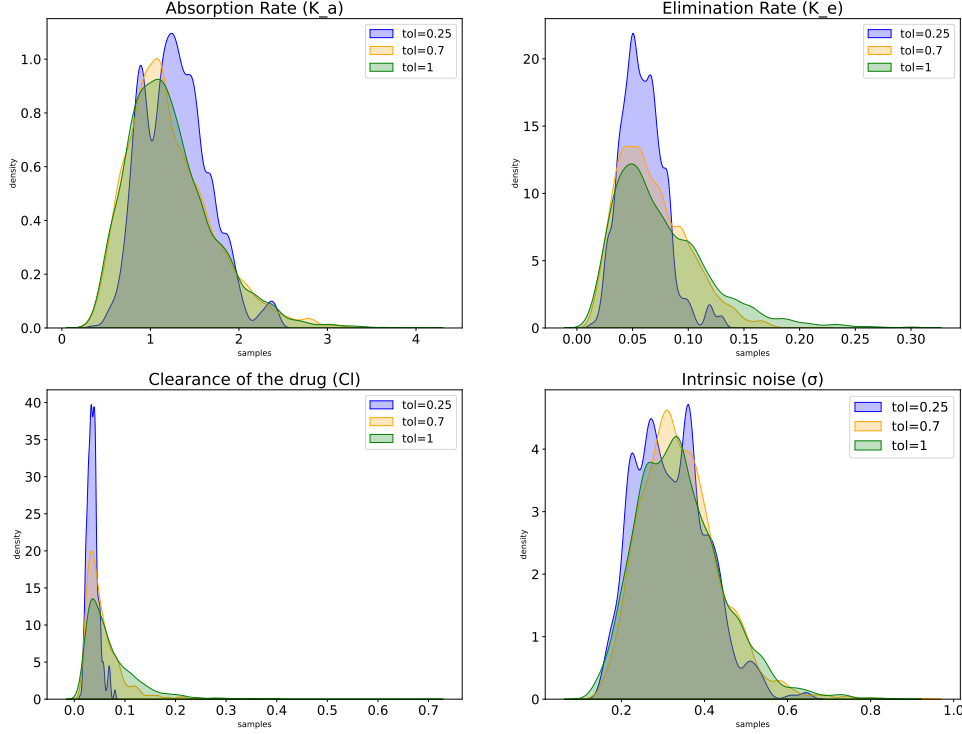 Absorption Rate (K_a)
tol=0.25
tol=0.7
tol=1
density
1.0
0.8
0.6
0.4
0.2
0.0
0 1 2 3 4
samples
Elimination Rate (K_e)
tol=0.25
tol=0.7
tol=1
density
20
15
10
5
0
0.00 0.05 0.10 0.15 0.20 0.25 0.30
samples
Clearance of the drug (Cl)
tol=0.25
tol=0.7
tol=1
density
40
35
30
25
20
15
10
5
0
0.0 0.1 0.2 0.3 0.4 0.5 0.6 0.7
samples
Intrinsic noise (σ)
tol=0.25
tol=0.7
tol=1
density
4
3
2
1
0
0.2 0.4 0.6 0.8 1.0
samples